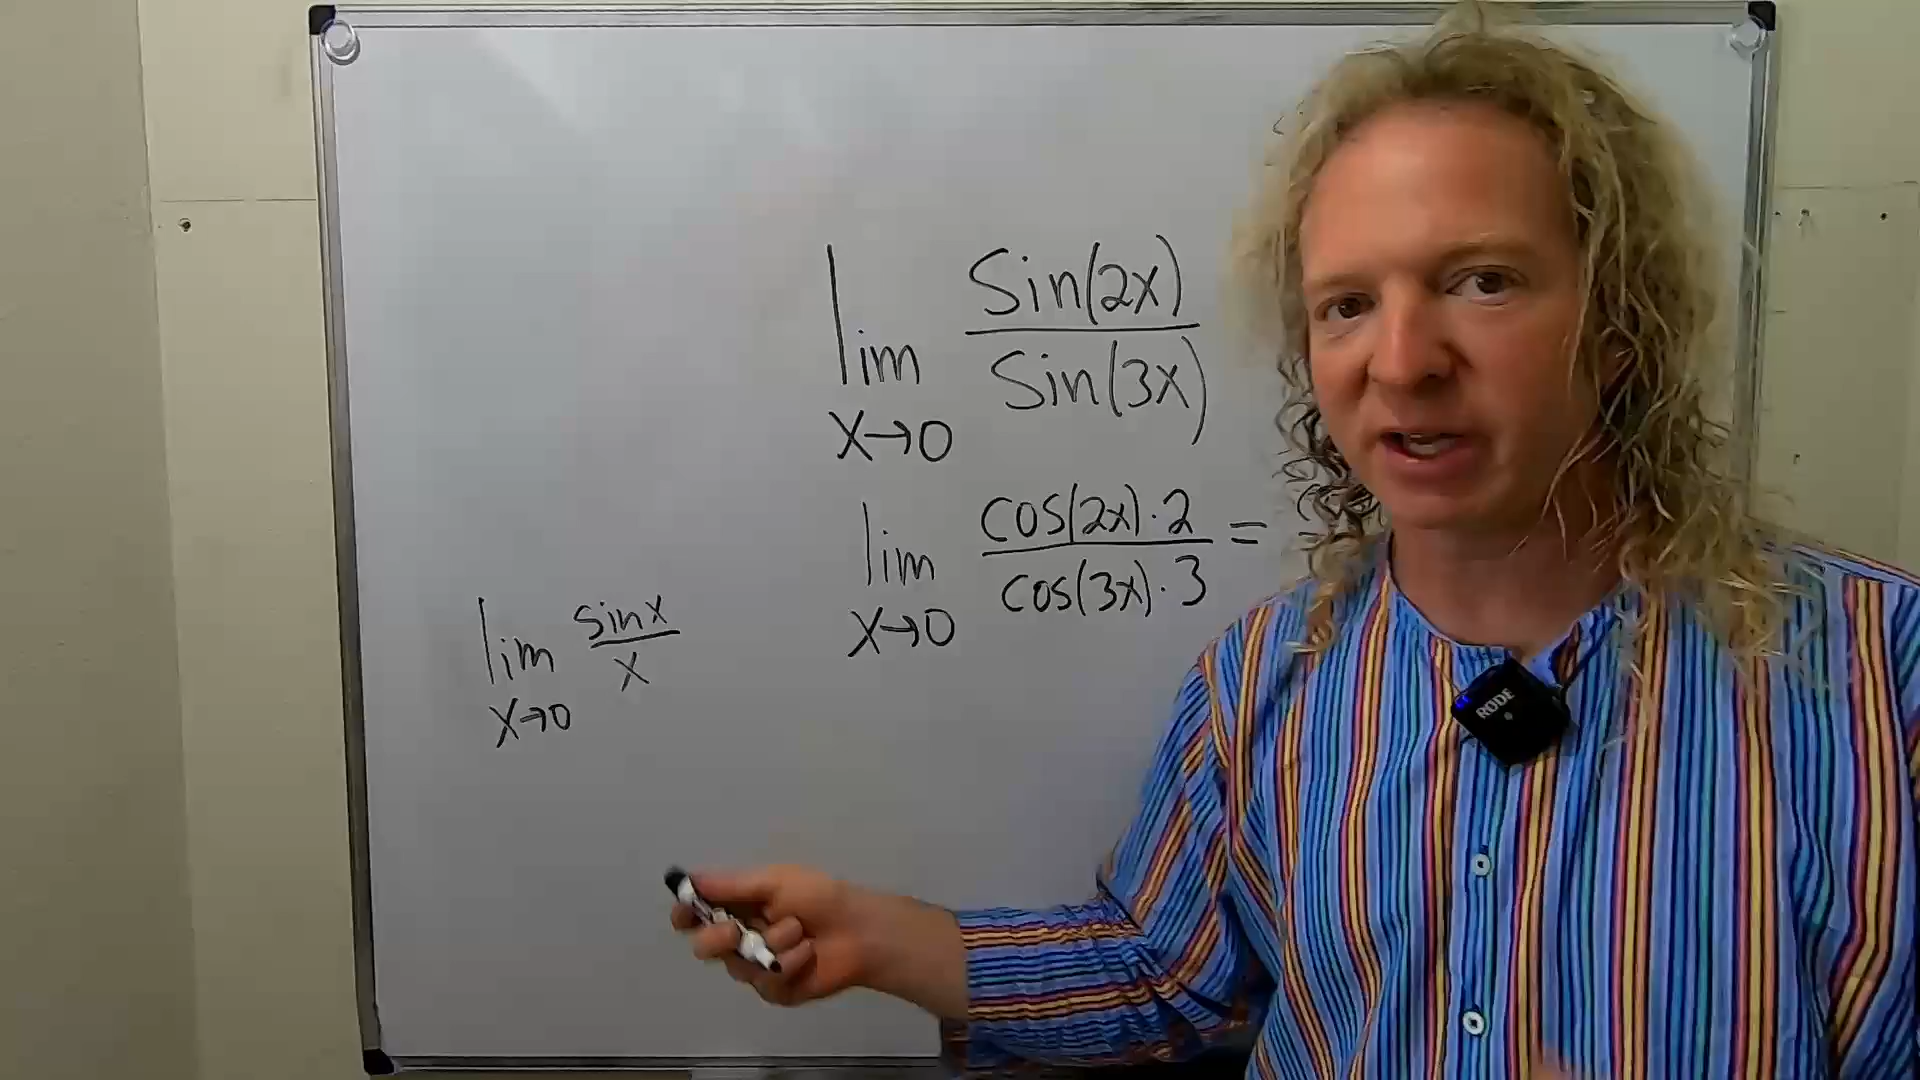 lim Sin(2x)/Sin(3x)
x→0
lim cos(2x)·2/cos(3x)·3 =
x→0
lim sinx/x
x→0
RODE